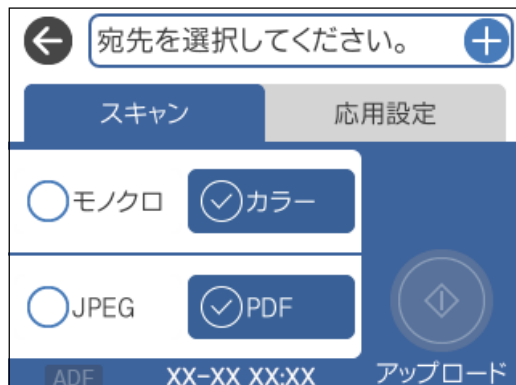 宛先を選択してください。
スキャン 応用設定
モノクロ カラー
JPEG PDF
ADF XX-XX XX:XX アップロード